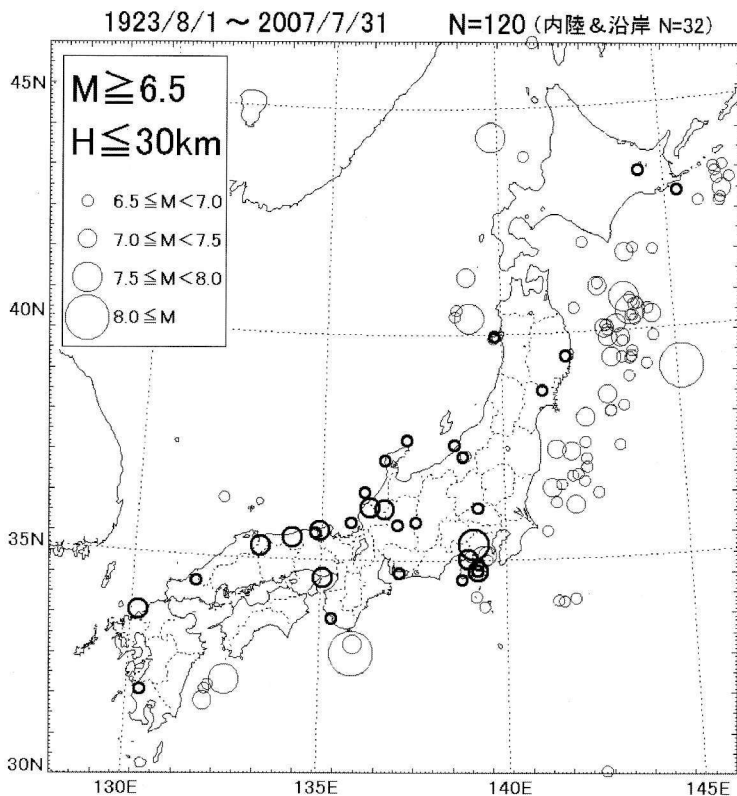 1923/8/1 ~ 2007/7/31 N=120 (内陸&沿岸 N=32)
M≧6.5
H≦30km
6.5≦M<7.0
7.0≦M<7.5
7.5≦M<8.0
8.0≦M
45N
40N
35N
30N
130E 135E 140E 145E